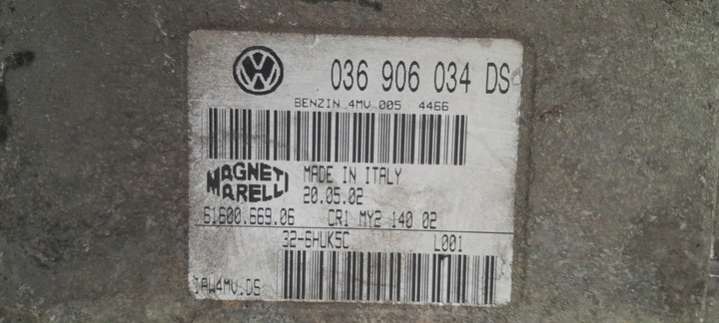 036 906 034 DS
BENZIN 4MV 005 4466
MAGNETI MARELLI
MADE IN ITALY
20.05.02
61600.669.06 CR1 MY2 140 02
32-6HUK5C L001
IAW4MV.DS